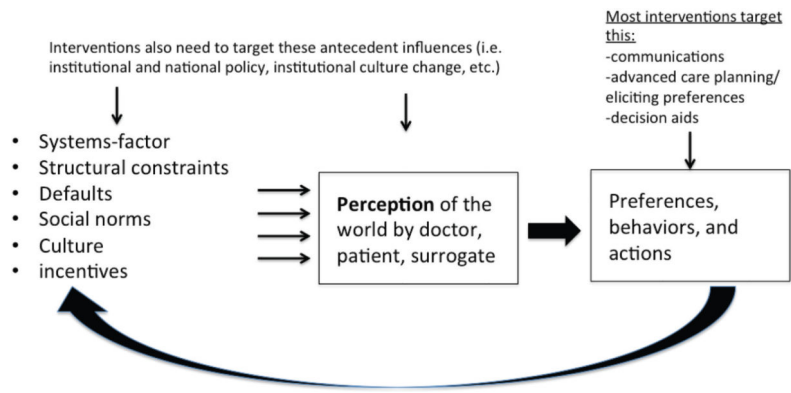 Most interventions target
this:
-communications
-advanced care planning/
eliciting preferences
-decision aids
Interventions also need to target these antecedent influences (i.e.
institutional and national policy, institutional culture change, etc.)
• Systems-factor
• Structural constraints
• Defaults
• Social norms
• Culture
• incentives
Perception of the
world by doctor,
patient, surrogate
Preferences,
behaviors, and
actions